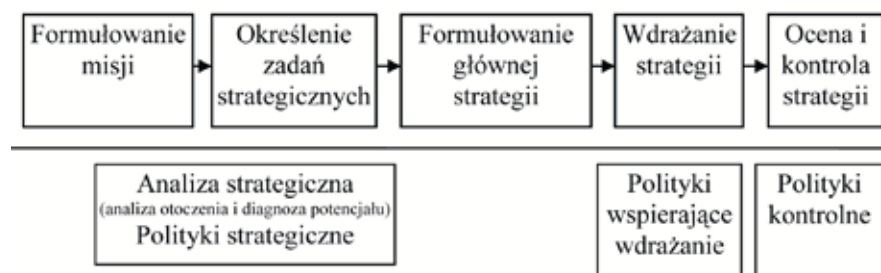 Formułowanie
misji
Określenie
zadań
strategicznych
Formułowanie
głównej
strategii
Wdrażanie
strategii
Ocena i
kontrola
strategii
Analiza strategiczna
(analiza otoczenia i diagnoza potencjału)
Polityki strategiczne
Polityki
wspierające
wdrażanie
Polityki
kontrolne